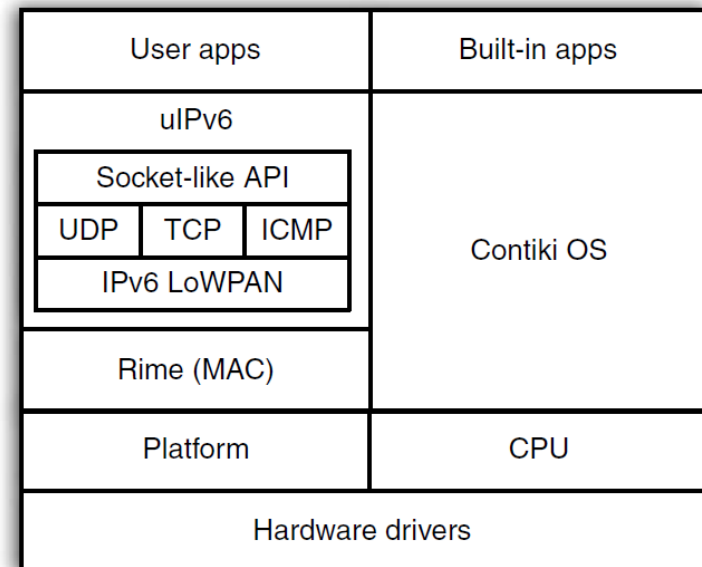 User apps
Built-in apps
uIPv6
Socket-like API
UDP
TCP
ICMP
IPv6 LoWPAN
Contiki OS
Rime (MAC)
Platform
CPU
Hardware drivers